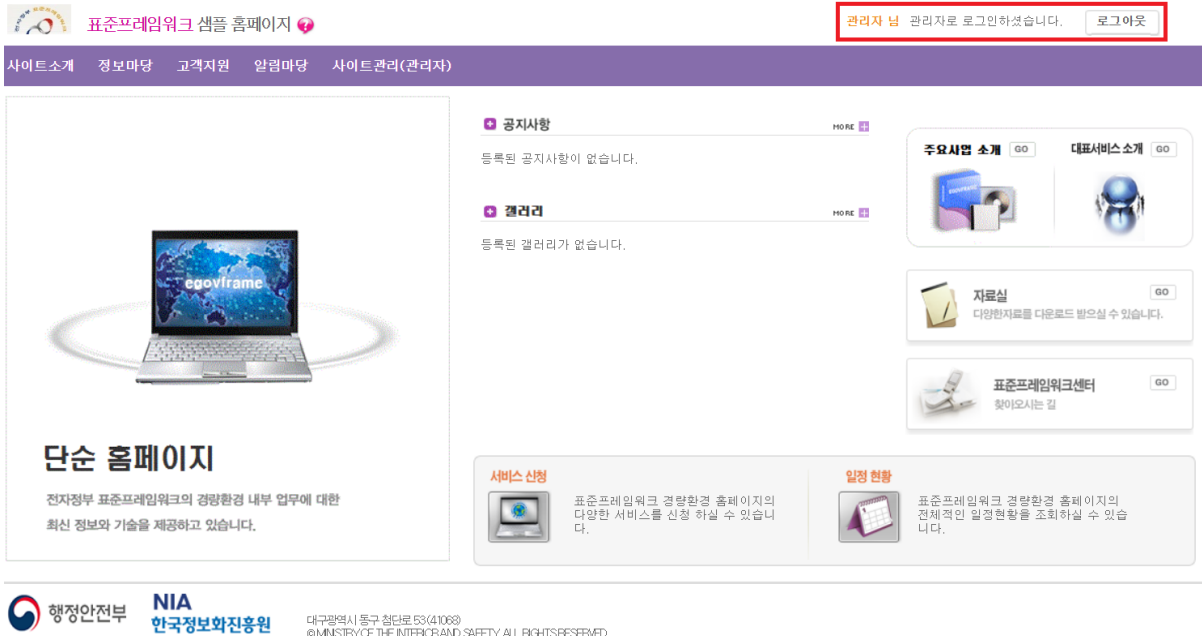 표준프레임워크 샘플 홈페이지 ?
관리자 님 관리자로 로그인하셧습니다. 로그아웃
사이트소개 정보마당 고객지원 알림마당 사이트관리(관리자)
공지사항 MORE
등록된 공지사항이 없습니다.
갤러리 MORE
등록된 갤러리가 없습니다.
주요사업 소개 GO
대표서비스 소개 GO
자료실 GO
다양한자료를 다운로드 받으실 수 있습니다.
표준프레임워크센터 GO
찾아오시는 길
egovframe
단순 홈페이지
전자정부 표준프레임워크의 경량환경 내부 업무에 대한
최신 정보와 기술을 제공하고 있습니다.
서비스 신청
표준프레임워크 경량환경 홈페이지의
다양한 서비스를 신청 하실 수 있습니
다.
일정 현황
표준프레임워크 경량환경 홈페이지의
전체적인 일정현황을 조회하실 수 있습
니다.
행정안전부
NIA
한국정보화진흥원
대구광역시 동구 첨단로 53(41068)
© MINISTRY OF THE INTERIOR AND SAFETY. ALL RIGHTS RESERVED.